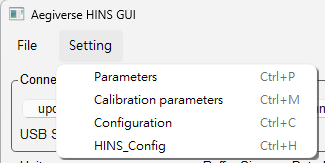 Aegiverse HINS GUI
File Setting
Parameters Ctrl+P
Calibration parameters Ctrl+M
Configuration Ctrl+C
HINS_Config Ctrl+H
USB